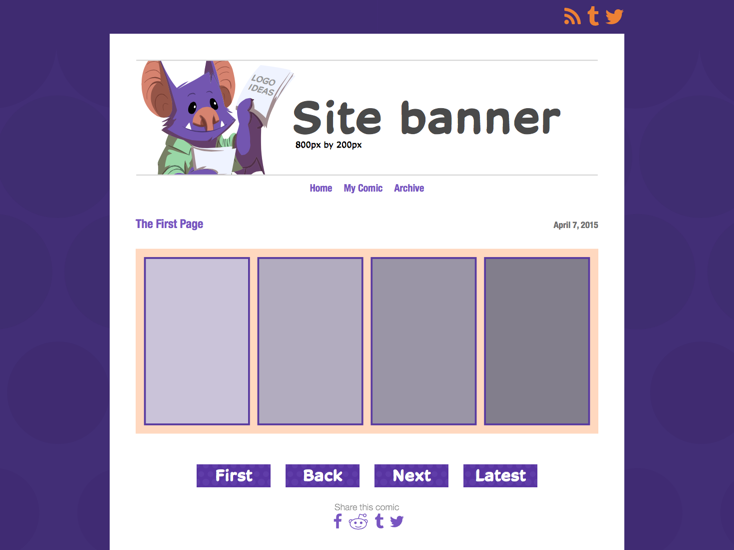 LOGO
IDEAS
Site banner
800px by 200px
Home My Comic Archive
The First Page April 7, 2015
First Back Next Latest
Share this comic